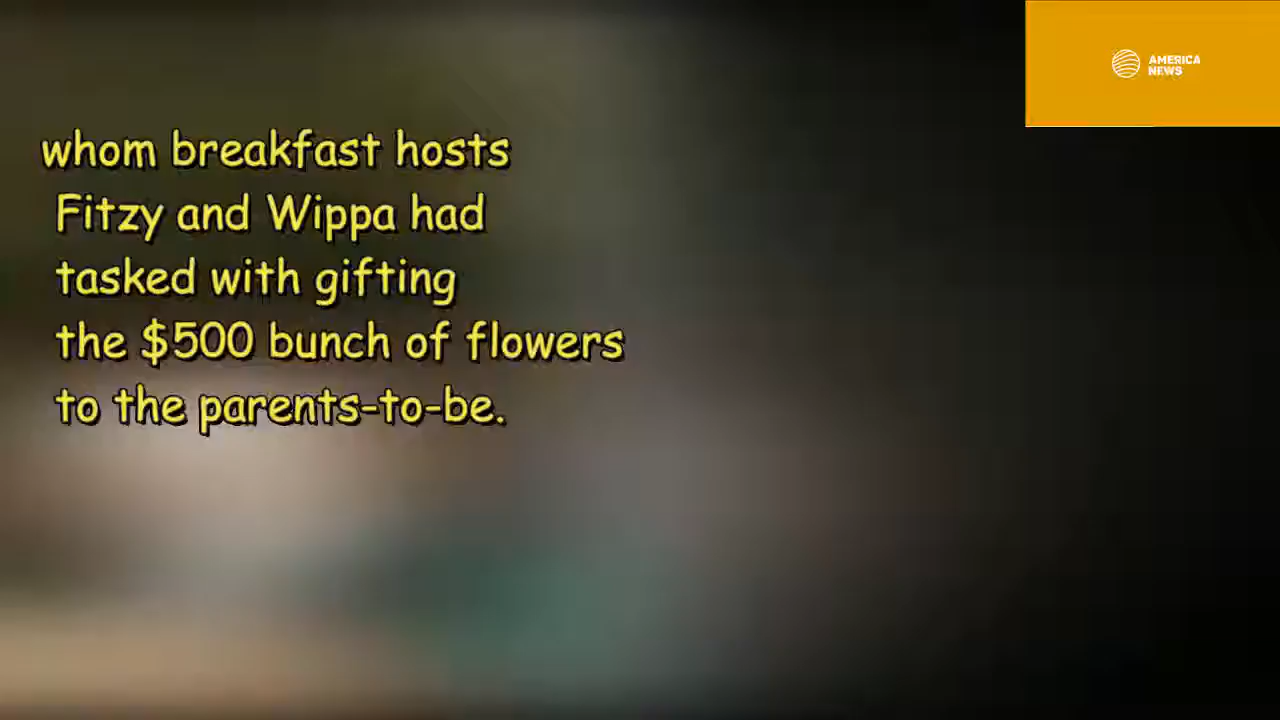 AMERICA
NEWS
whom breakfast hosts
Fitzy and Wippa had
tasked with gifting
the $500 bunch of flowers
to the parents-to-be.